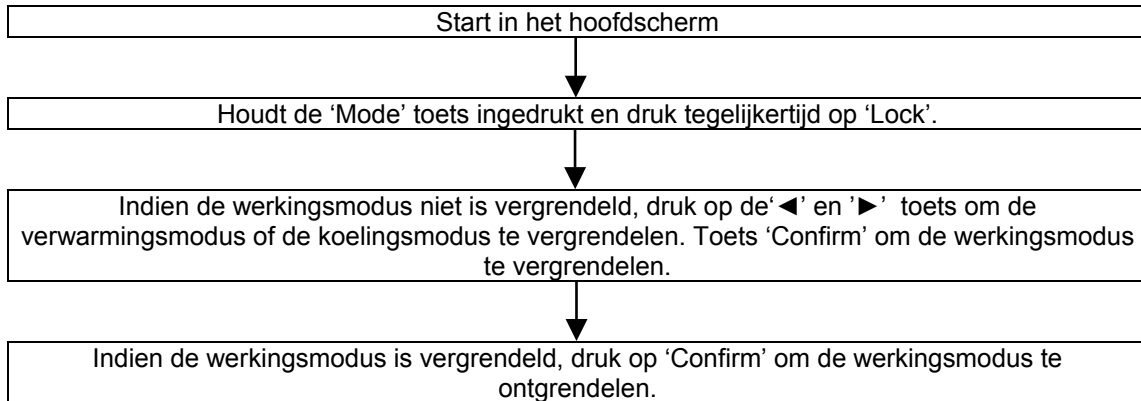 Start in het hoofdscherm
Houdt de ‘Mode’ toets ingedrukt en druk tegelijkertijd op ‘Lock’.
Indien de werkingsmodus niet is vergrendeld, druk op de‘◄’ en ’►’ toets om de
verwarmingsmodus of de koelingsmodus te vergrendelen. Toets ‘Confirm’ om de werkingsmodus
te vergrendelen.
Indien de werkingsmodus is vergrendeld, druk op ‘Confirm’ om de werkingsmodus te
ontgrendelen.